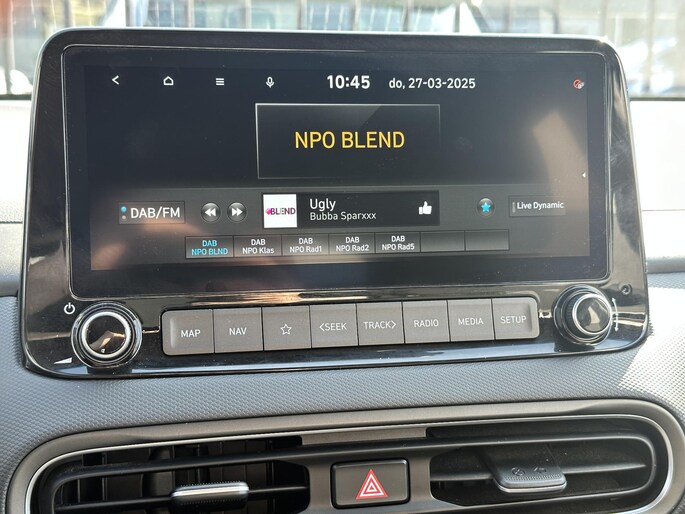 10:45 do, 27-03-2025
NPO BLEND
DAB/FM
BLEND
Ugly
Bubba Sparxxx
Live Dynamic
DAB
NPO BLND
DAB
NPO Klas
DAB
NPO Rad1
DAB
NPO Rad2
DAB
NPO Rad5
MAP
NAV
<SEEK
TRACK>
RADIO
MEDIA
SETUP